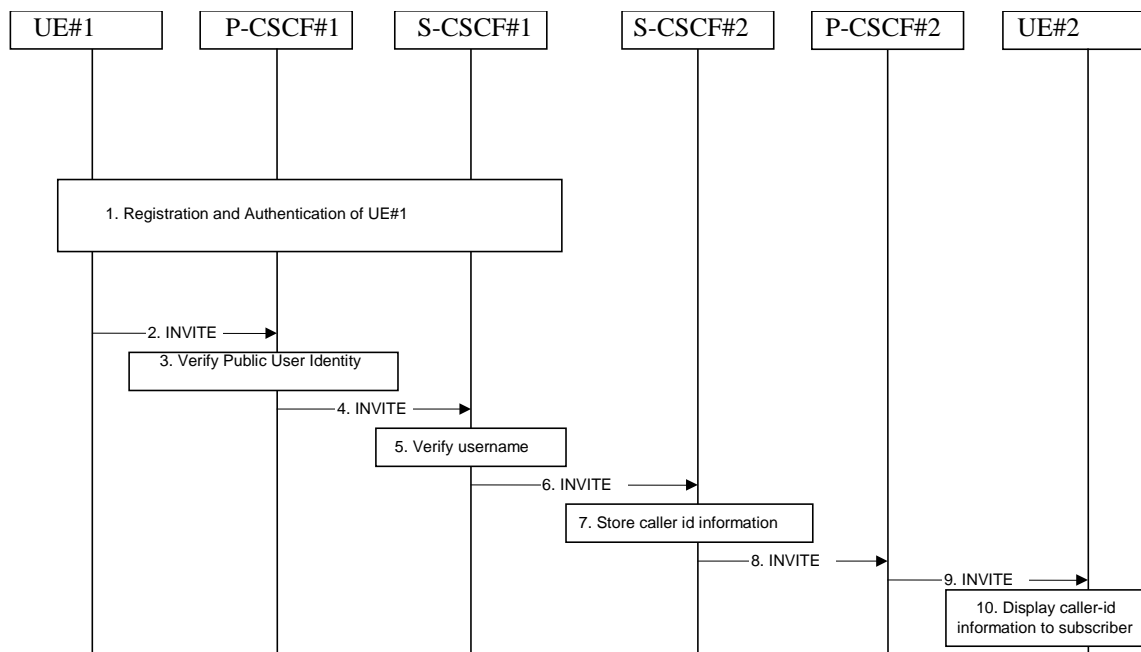 UE#1
P-CSCF#1
S-CSCF#1
S-CSCF#2
P-CSCF#2
UE#2
1. Registration and Authentication of UE#1
2. INVITE
3. Verify Public User Identity
4. INVITE
5. Verify username
6. INVITE
7. Store caller id information
8. INVITE
9. INVITE
10. Display caller-id
information to subscriber